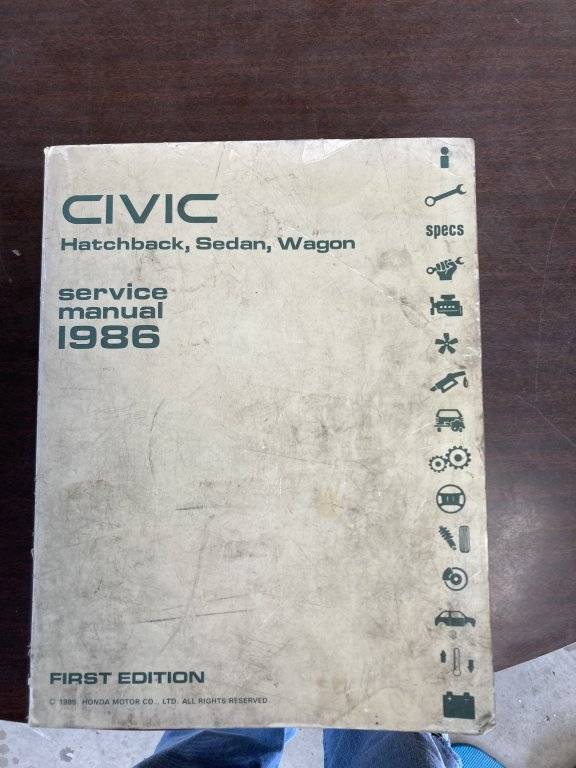 CIVIC
Hatchback, Sedan, Wagon
service
manual
1986
specs
FIRST EDITION
© 1985 HONDA MOTOR CO., LTD. ALL RIGHTS RESERVED